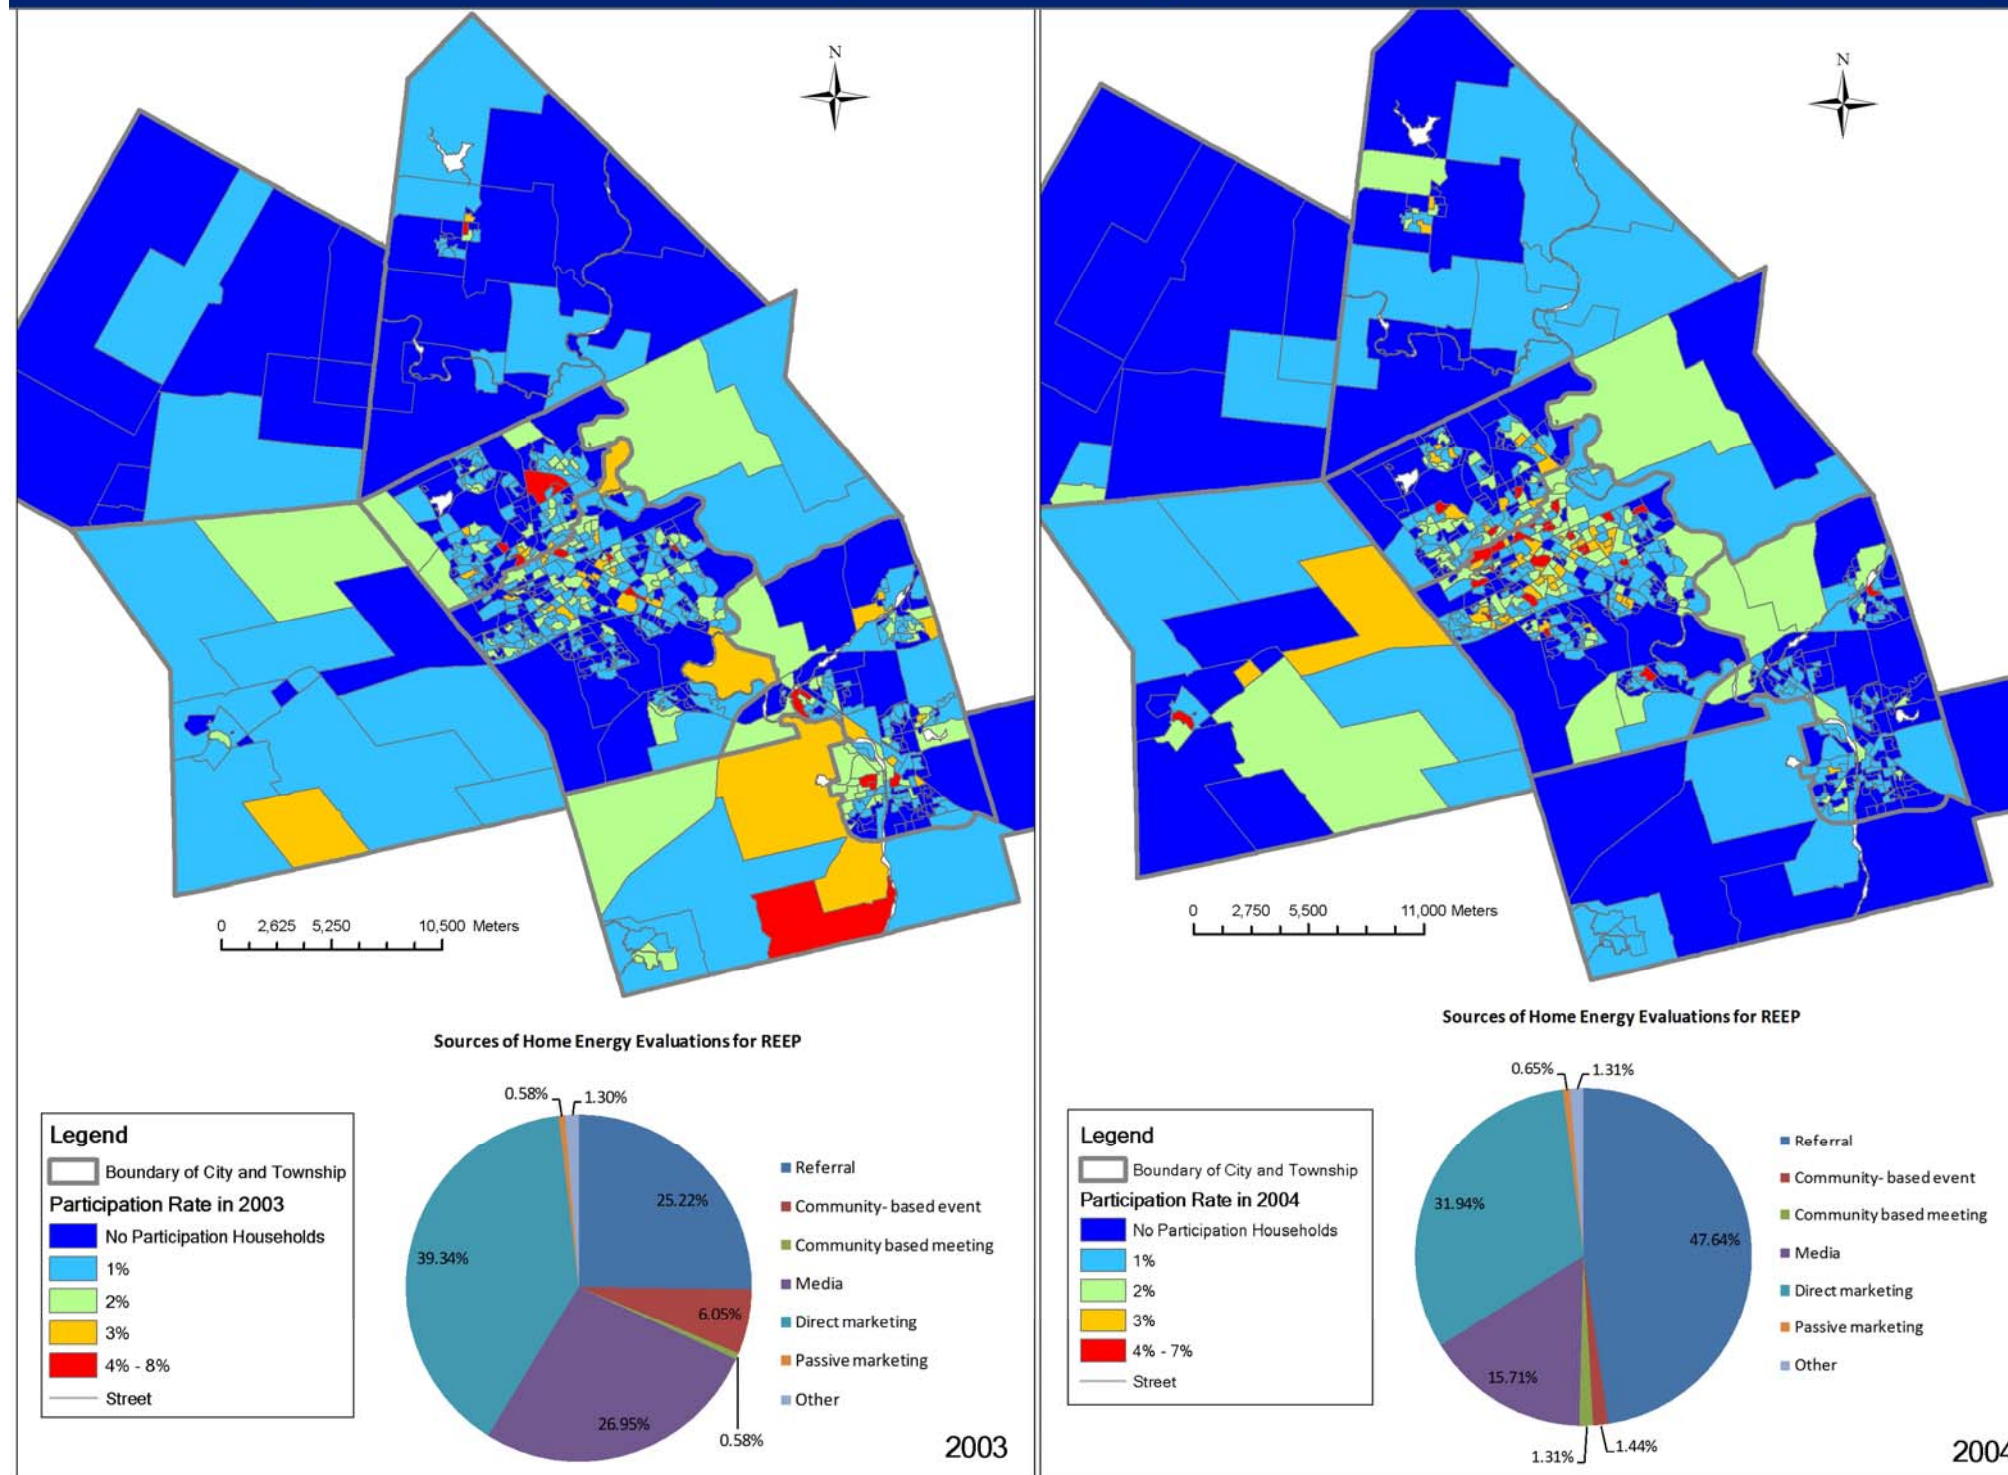 N
0 2,625 5,250 10,500 Meters
Sources of Home Energy Evaluations for REEP
Legend
Boundary of City and Township
Participation Rate in 2003
No Participation Households
1%
2%
3%
4% - 8%
Street
0.58%
1.30%
25.22%
6.05%
0.58%
26.95%
39.34%
Referral
Community- based event
Community based meeting
Media
Direct marketing
Passive marketing
Other
2003
N
0 2,750 5,500 11,000 Meters
Sources of Home Energy Evaluations for REEP
Legend
Boundary of City and Township
Participation Rate in 2004
No Participation Households
1%
2%
3%
4% - 7%
Street
0.65%
1.31%
47.64%
1.44%
1.31%
15.71%
31.94%
Referral
Community- based event
Community based meeting
Media
Direct marketing
Passive marketing
Other
2004